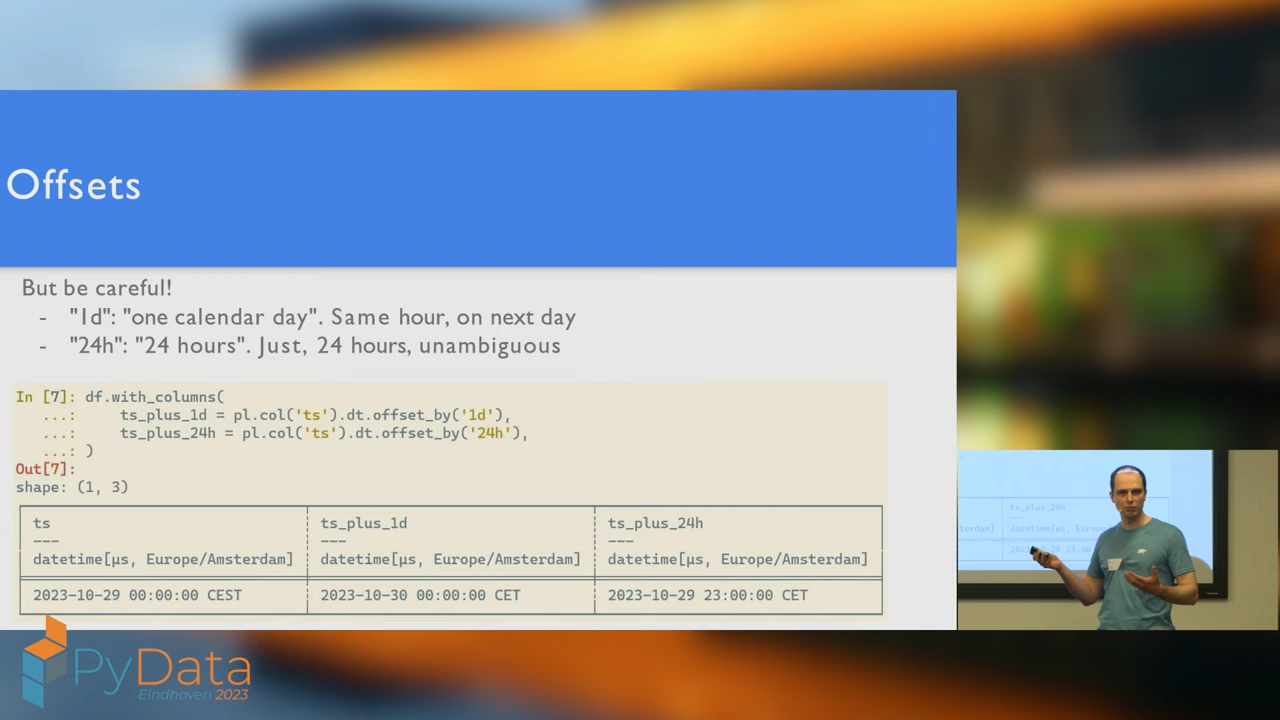 Offsets
But be careful!
- "1d": "one calendar day". Same hour, on next day
- "24h": "24 hours". Just, 24 hours, unambiguous
In [7]: df.with_columns(
...: ts_plus_1d = pl.col('ts').dt.offset_by('1d'),
...: ts_plus_24h = pl.col('ts').dt.offset_by('24h'),
...: )
Out[7]:
shape: (1, 3)
ts ts_plus_1d ts_plus_24h
--- --- ---
datetime[μs, Europe/Amsterdam] datetime[μs, Europe/Amsterdam] datetime[μs, Europe/Amsterdam]
2023-10-29 00:00:00 CEST 2023-10-30 00:00:00 CET 2023-10-29 23:00:00 CET
ts_plus_24h
---
PyData
Eindhoven 2023